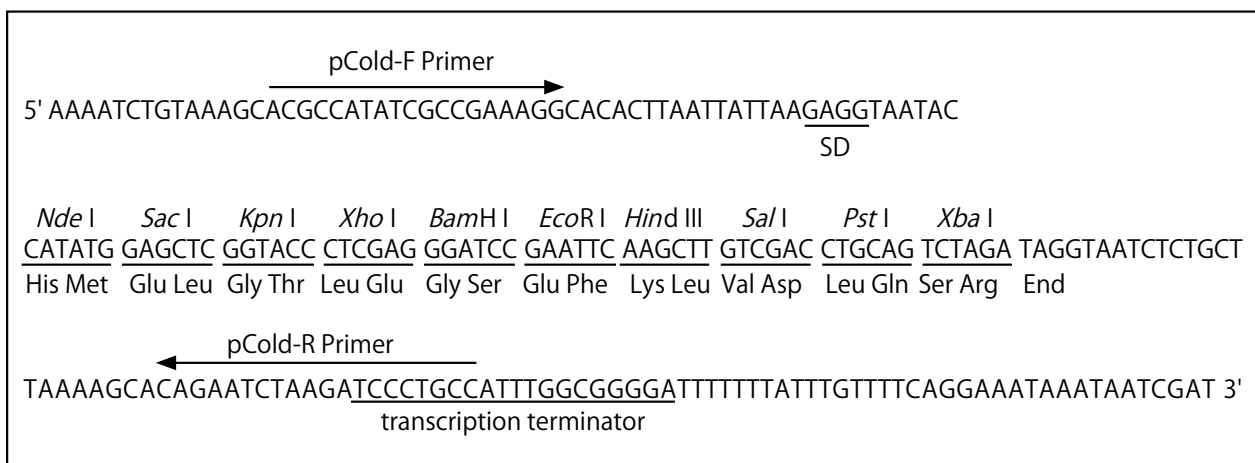 pCold-F Primer
5' AAAATCTGTAAAGCACGCCATATCGCCGAAAGGCACACTTAATTATTAAGAGGTAATAC
SD
Nde I Sac I Kpn I Xho I BamH I EcoR I Hind III Sal I Pst I Xba I
CATATG GAGCTC GGTACC CTCGAG GGATCC GAATTC AAGCTT GTCGAC CTGCAG TCTAGA TAGGTAATCTCTGCT
His Met Glu Leu Gly Thr Leu Glu Gly Ser Glu Phe Lys Leu Val Asp Leu Gln Ser Arg End
pCold-R Primer
TAAAAGCACAGAATCTAAGATCCCTGCCATTTGGCGGGGATTTTTTTATTTGTTTTCAGGAAATAAATAATCGAT 3'
transcription terminator